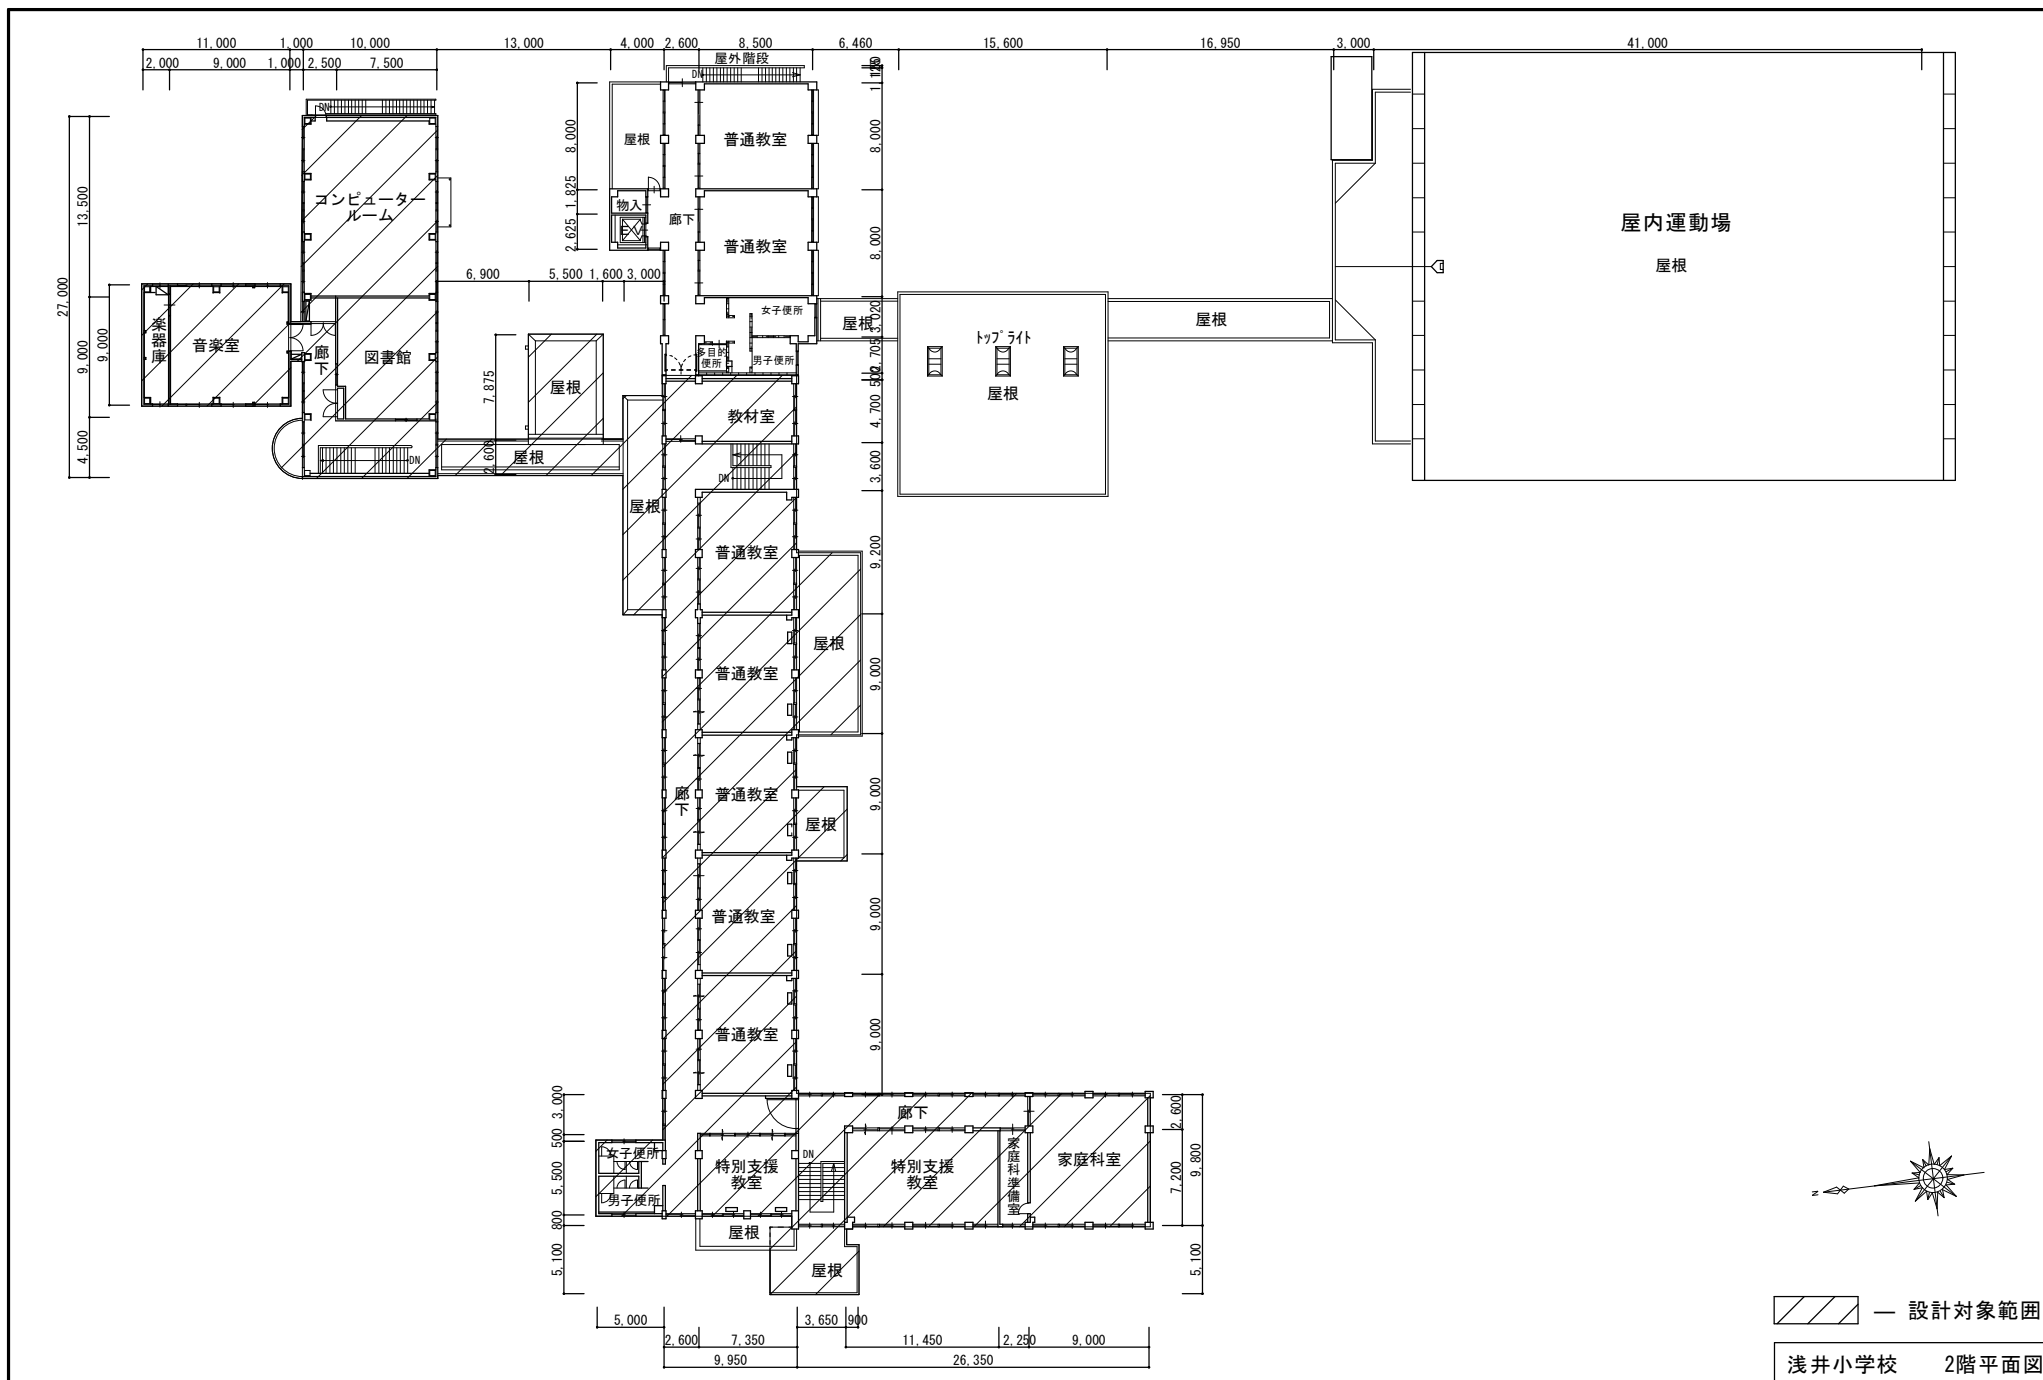 11,000 1,000 10,000 13,000 4,000 2,600 8,500 6,460 15,600 16,950 3,000 41,000
2,000 9,000 1,000 2,500 7,500
屋外階段
DN
DN
8,000
屋根
普通教室
8,000
13,500
コンピューター
ルーム
1,825
物入
EV
2,625
廊下
普通教室
8,000
屋内運動場
屋根
27,000
6,900 5,500 1,600 3,000
9,000
9,000
楽器庫
音楽室
廊下
図書館
女子便所
3,020
屋根
多目的
便所
男子便所
2,705
500
トップライト
屋根
屋根
7,875
屋根
教材室
4,700
4,500
DN
2,600
屋根
DN
3,600
屋根
普通教室
9,200
普通教室
屋根
9,000
廊下
普通教室
屋根
9,000
普通教室
9,000
普通教室
9,000
3,000
500
5,500
800
5,100
廊下
2,600
7,200
9,800
5,100
女子便所
男子便所
特別支援
教室
DN
特別支援
教室
家庭科準備室
家庭科室
屋根
屋根
N
5,000 3,650 900
2,600 7,350 11,450 2,250 9,000
9,950 26,350
— 設計対象範囲
浅井小学校 2階平面図